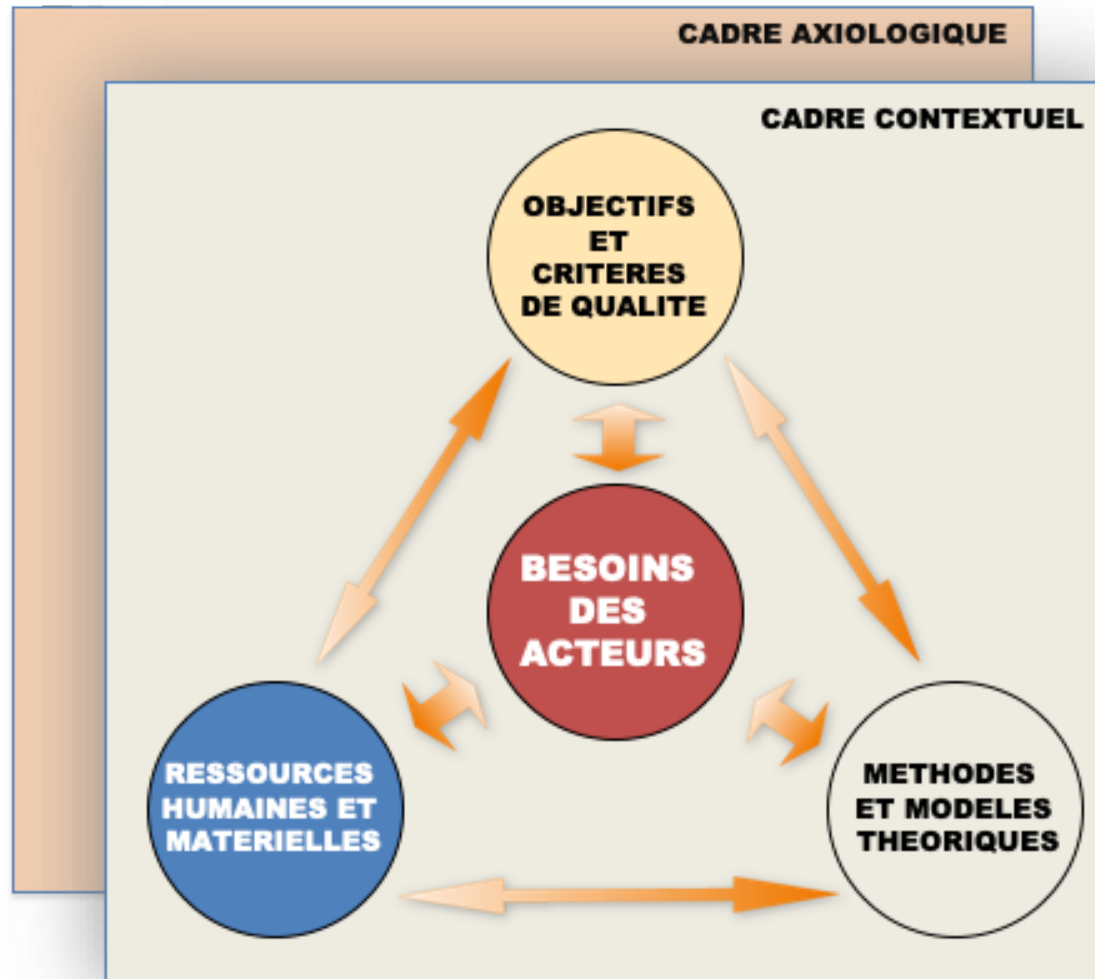 CADRE AXIOLOGIQUE
CADRE CONTEXTUEL
OBJECTIFS
ET
CRITERES
DE QUALITE
BESOINS
DES
ACTEURS
RESSOURCES
HUMAINES ET
MATERIELLES
METHODES
ET MODELES
THEORIQUES